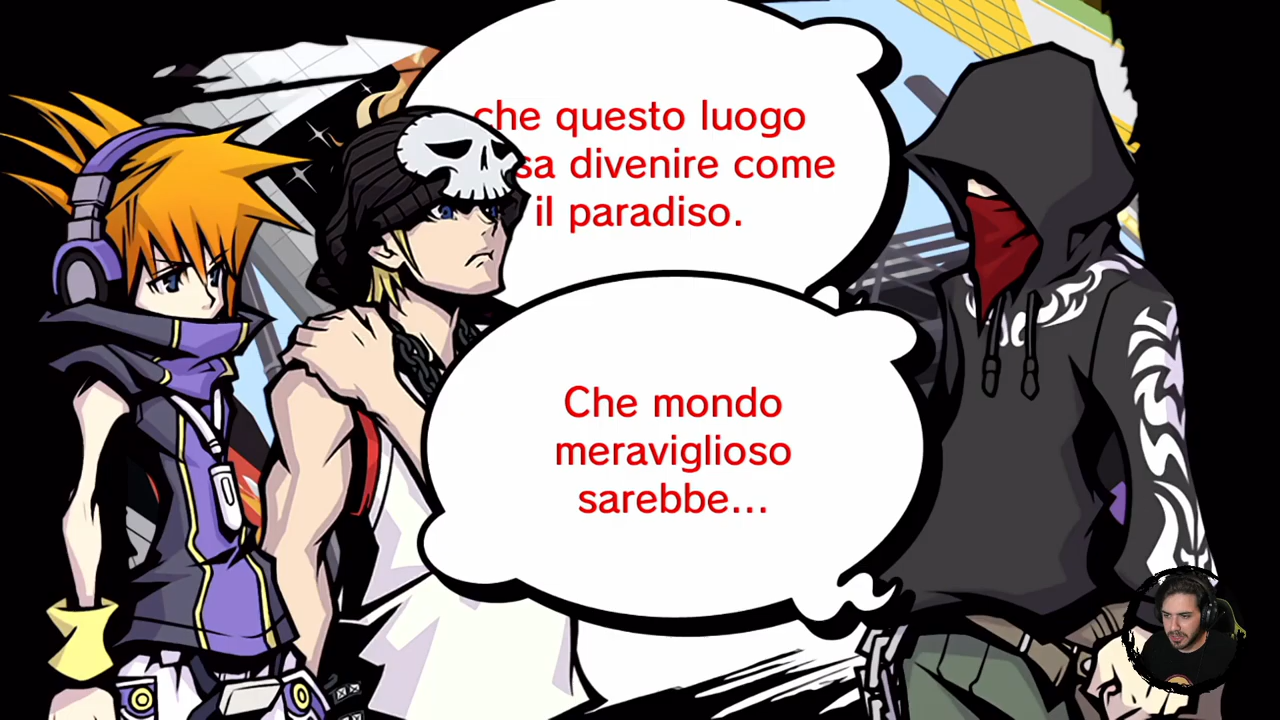 che questo luogo
divenire come
il paradiso.
Che mondo
meraviglioso
sarebbe...